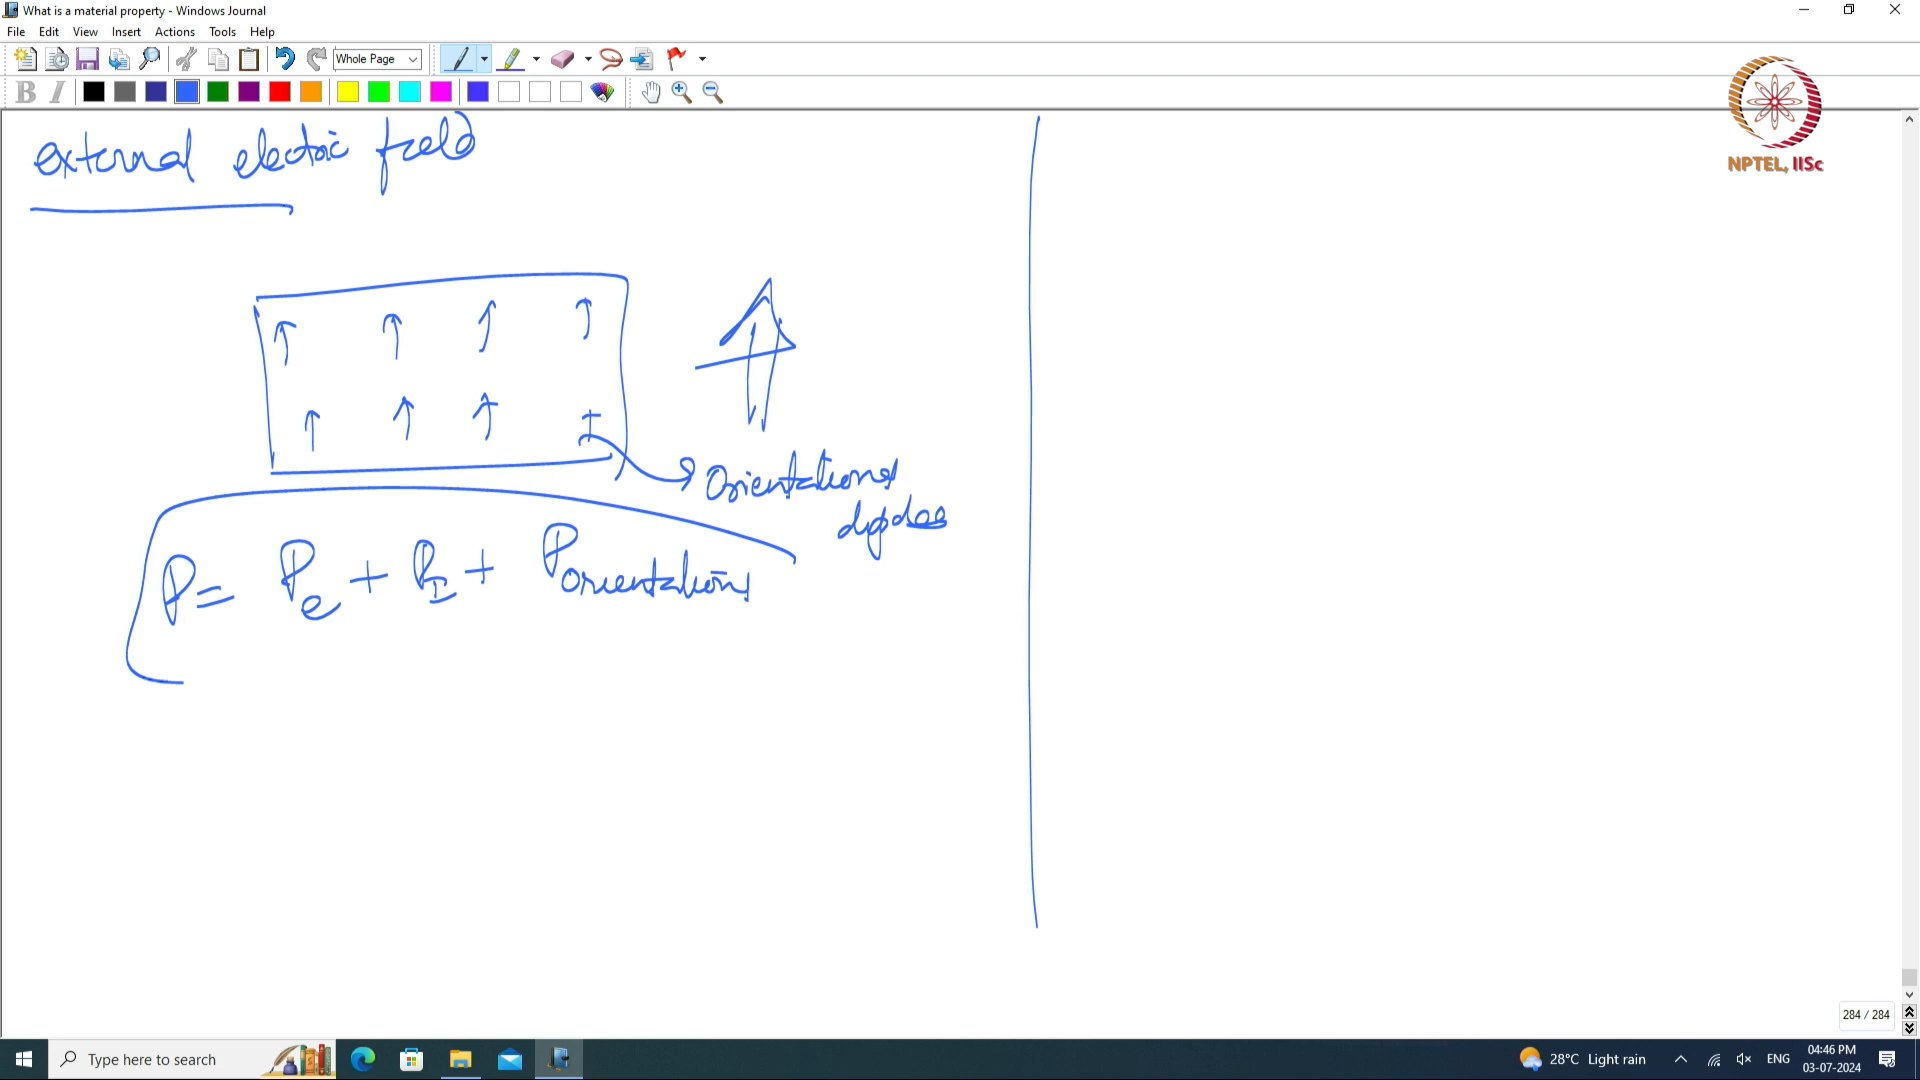 What is a material property - Windows Journal
File Edit View Insert Actions Tools Help
Whole Page
B I
NPTEL, IISc
external electric field
Orientational
P = Pe + PI + Porientational
284 / 284
Type here to search
28°C Light rain
ENG
04:46 PM
03-07-2024